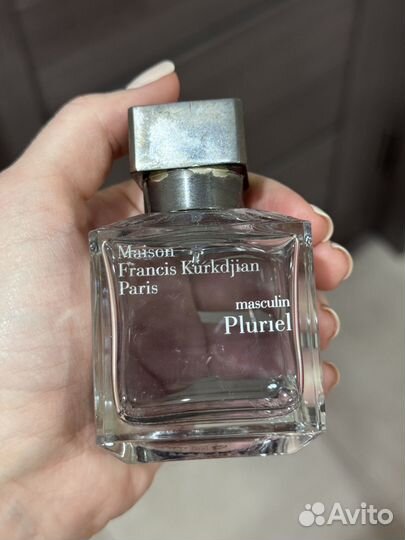 Maison
Francis Kurkdjian
Paris
masculin
Pluriel
Avito